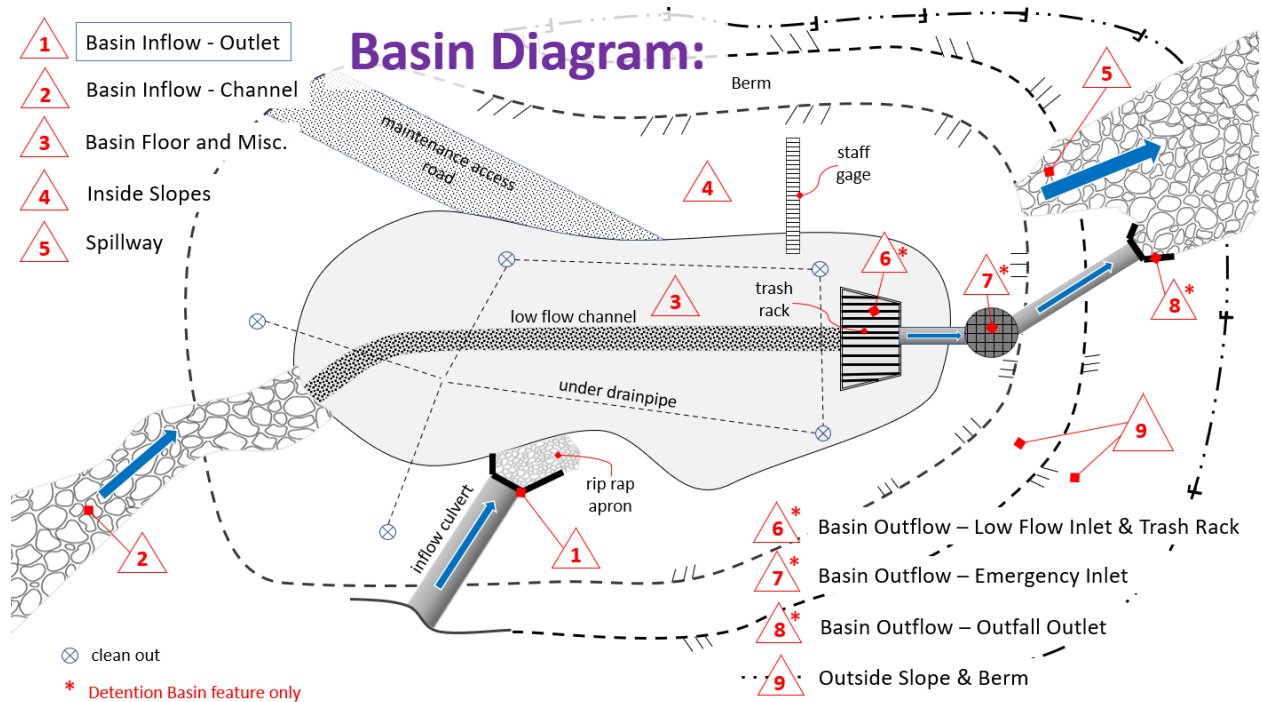 Basin Diagram:
1 Basin Inflow - Outlet
2 Basin Inflow - Channel
3 Basin Floor and Misc.
4 Inside Slopes
5 Spillway
Berm
5
maintenance access
road
staff
gage
4
6*
7*
8*
trash
rack
3
low flow channel
under drainpipe
9
rip rap
apron
inflow culvert
1
2
6* Basin Outflow – Low Flow Inlet & Trash Rack
7* Basin Outflow – Emergency Inlet
8* Basin Outflow – Outfall Outlet
9 Outside Slope & Berm
clean out
* Detention Basin feature only